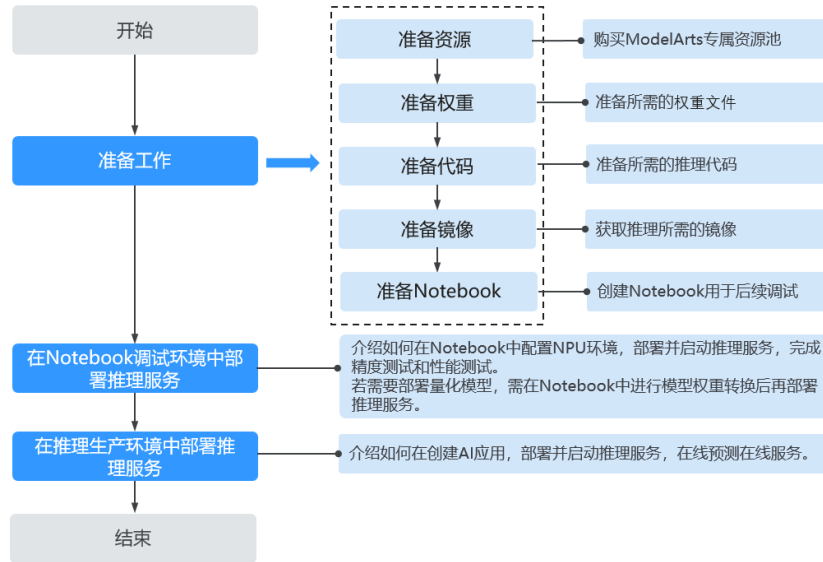 开始
准备工作
准备资源
购买ModelArts专属资源池
准备权重
准备所需的权重文件
准备代码
准备所需的推理代码
准备镜像
获取推理所需的镜像
准备Notebook
创建Notebook用于后续调试
在Notebook调试环境中部
署推理服务
介绍如何在Notebook中配置NPU环境，部署并启动推理服务，完成
精度测试和性能测试。
若需要部署量化模型，需在Notebook中进行模型权重转换后再部署
推理服务。
在推理生产环境中部署推
理服务
介绍如何在创建AI应用，部署并启动推理服务，在线预测在线服务。
结束